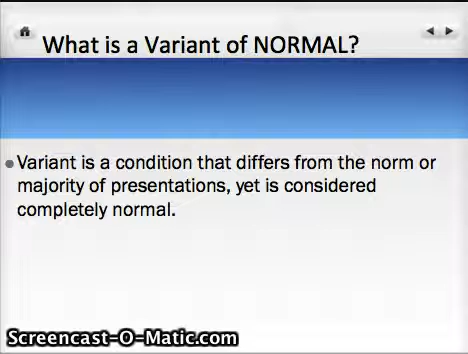 What is a Variant of NORMAL?
Variant is a condition that differs from the norm or
majority of presentations, yet is considered
completely normal.
Screencast-O-Matic.com